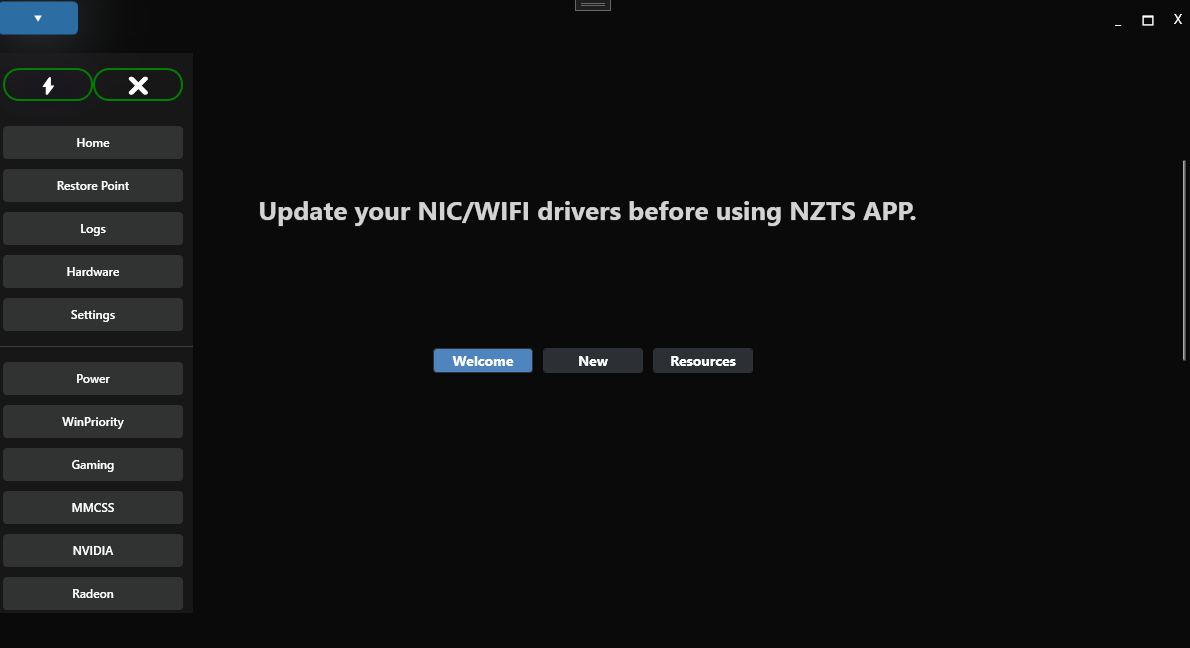 X
Home
Restore Point
Logs
Hardware
Settings
Power
WinPriority
Gaming
MMCSS
NVIDIA
Radeon
Update your NIC/WIFI drivers before using NZTS APP.
Welcome New Resources